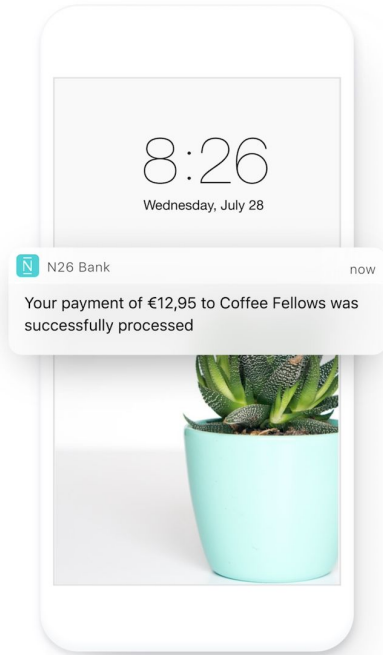 8:26
Wednesday, July 28
N26 Bank
now
Your payment of €12,95 to Coffee Fellows was
successfully processed